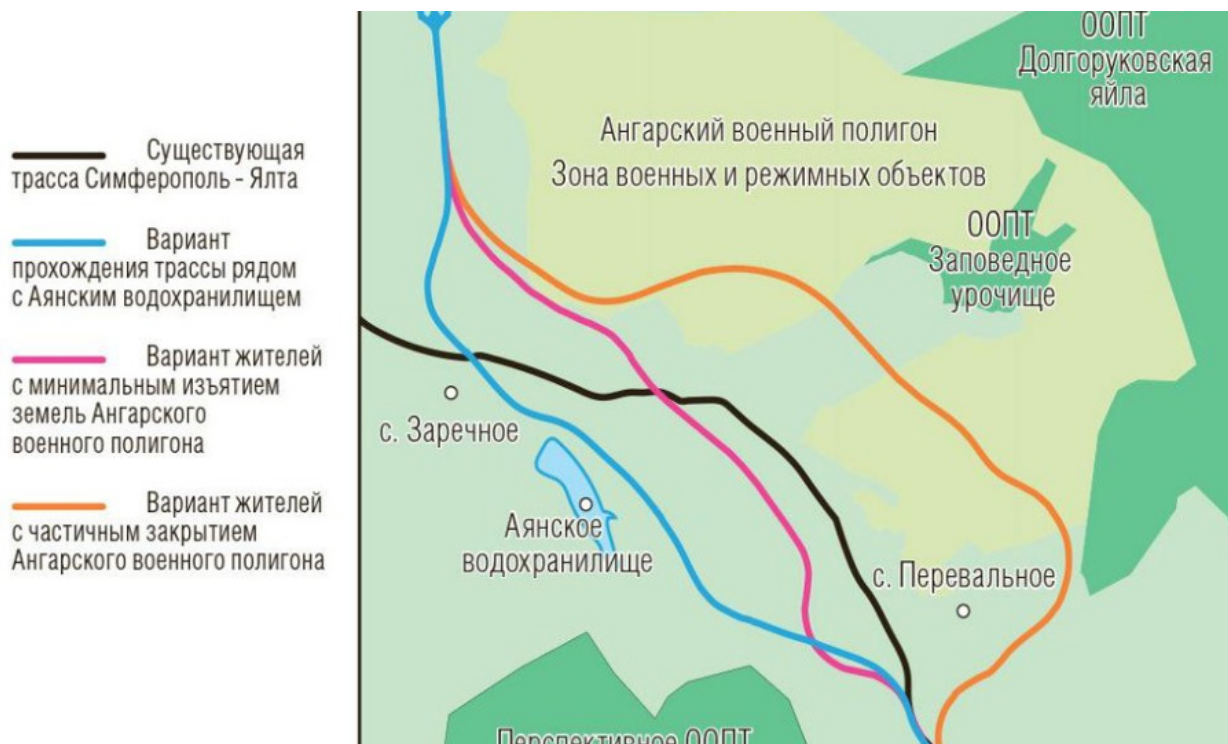 Существующая
трасса Симферополь - Ялта
Вариант
прохождения трассы рядом
с Аянским водохранилищем
Вариант жителей
с минимальным изъятием
земель Ангарского
военного полигона
Вариант жителей
с частичным закрытием
Ангарского военного полигона
ООПТ
Долгоруковская
яйла
Ангарский военный полигон
Зона военных и режимных объектов
ООПТ
Заповедное
урочище
с. Заречное
Аянское
водохранилище
с. Перевальное
Перспективное ООПТ